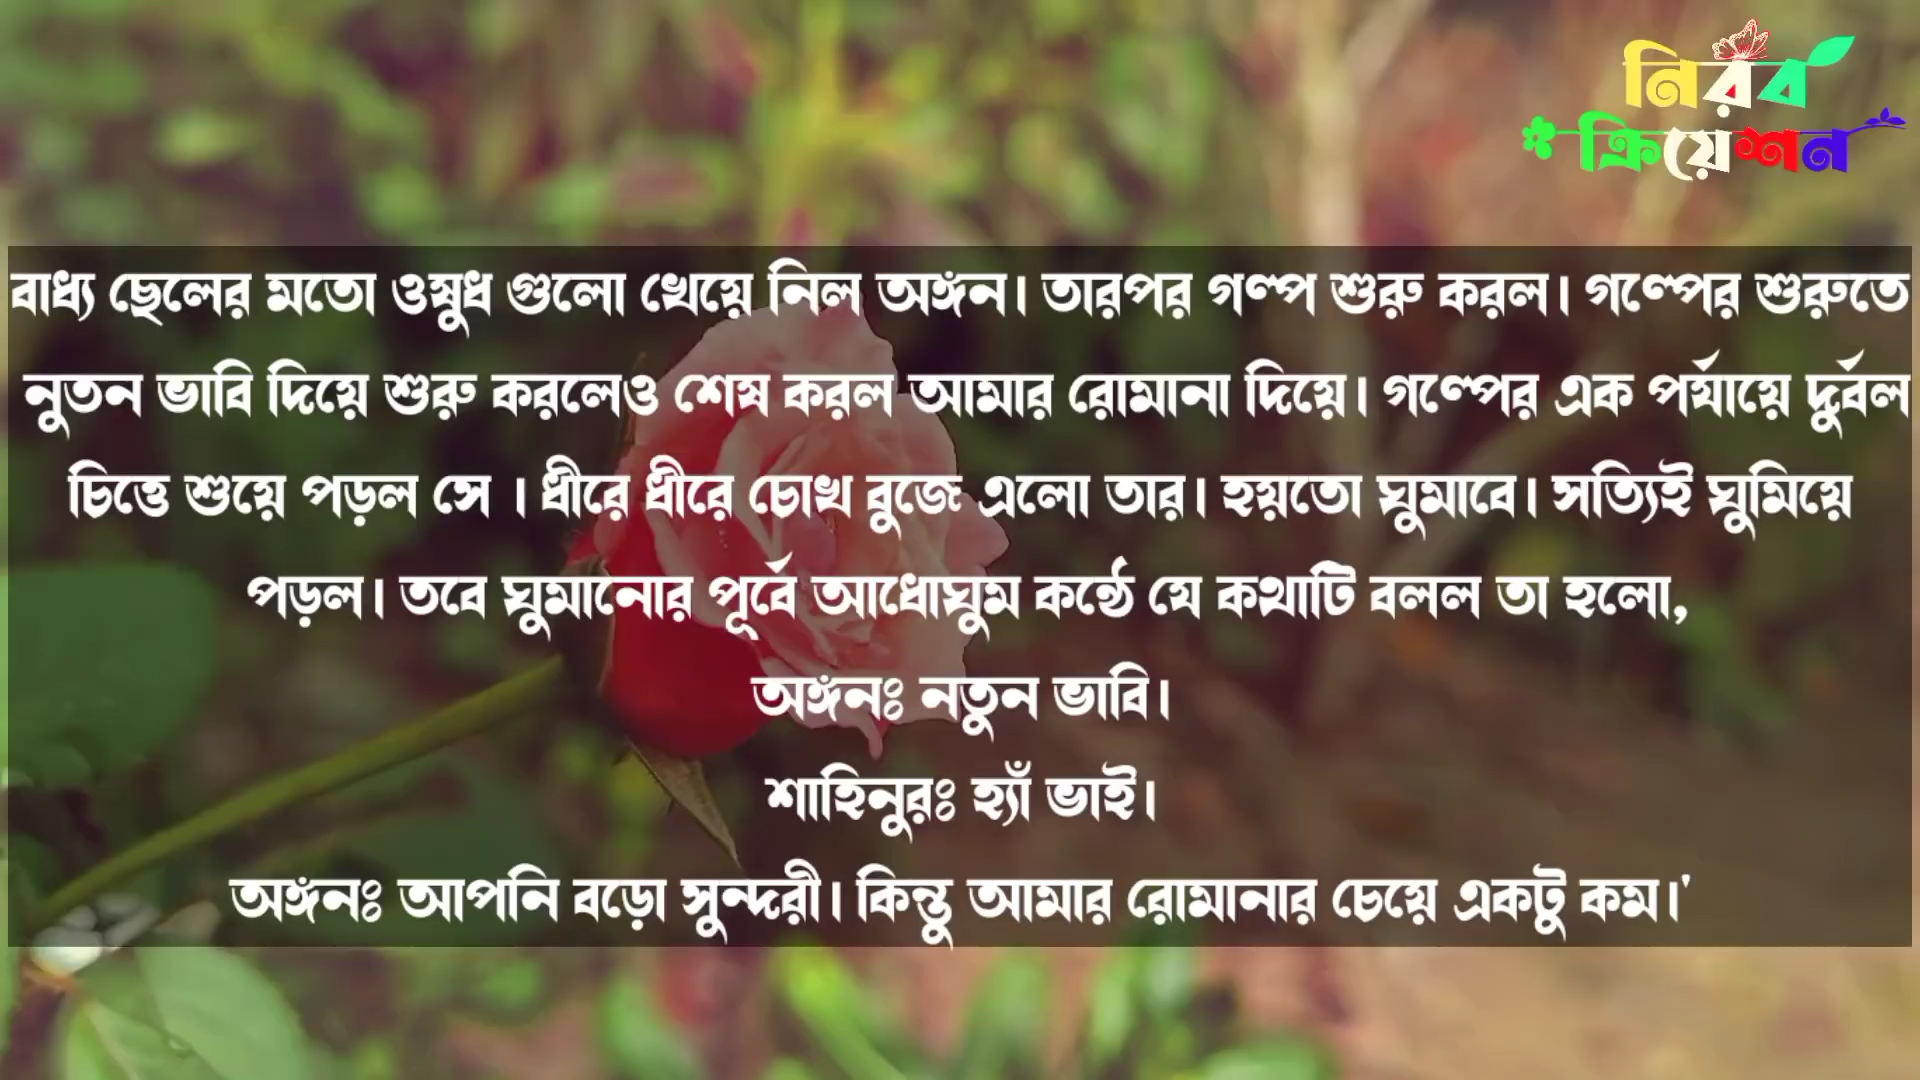 নিরব
ক্রিয়েশন
বাধ্য ছেলের মতো ওষুধ গুলো খেয়ে নিল অঙ্গন। তারপর গল্প শুরু করল। গল্পের শুরুতে
নুতন ভাবি দিয়ে শুরু করলেও শেষ করল আমার রোমানা দিয়ে। গল্পের এক পর্যায়ে দুর্বল
চিত্তে শুয়ে পড়ল সে । ধীরে ধীরে চোখ বুজে এলো তার। হয়তো ঘুমাবে। সত্যিই ঘুমিয়ে
পড়ল। তবে ঘুমানোর পূর্বে আধোঘুম কন্ঠে যে কথাটি বলল তা হলো,
অঙ্গনঃ নতুন ভাবি।
শাহিনুরঃ হ্যাঁ ভাই।
অঙ্গনঃ আপনি বড়ো সুন্দরী। কিন্তু আমার রোমানার চেয়ে একটু কম।'